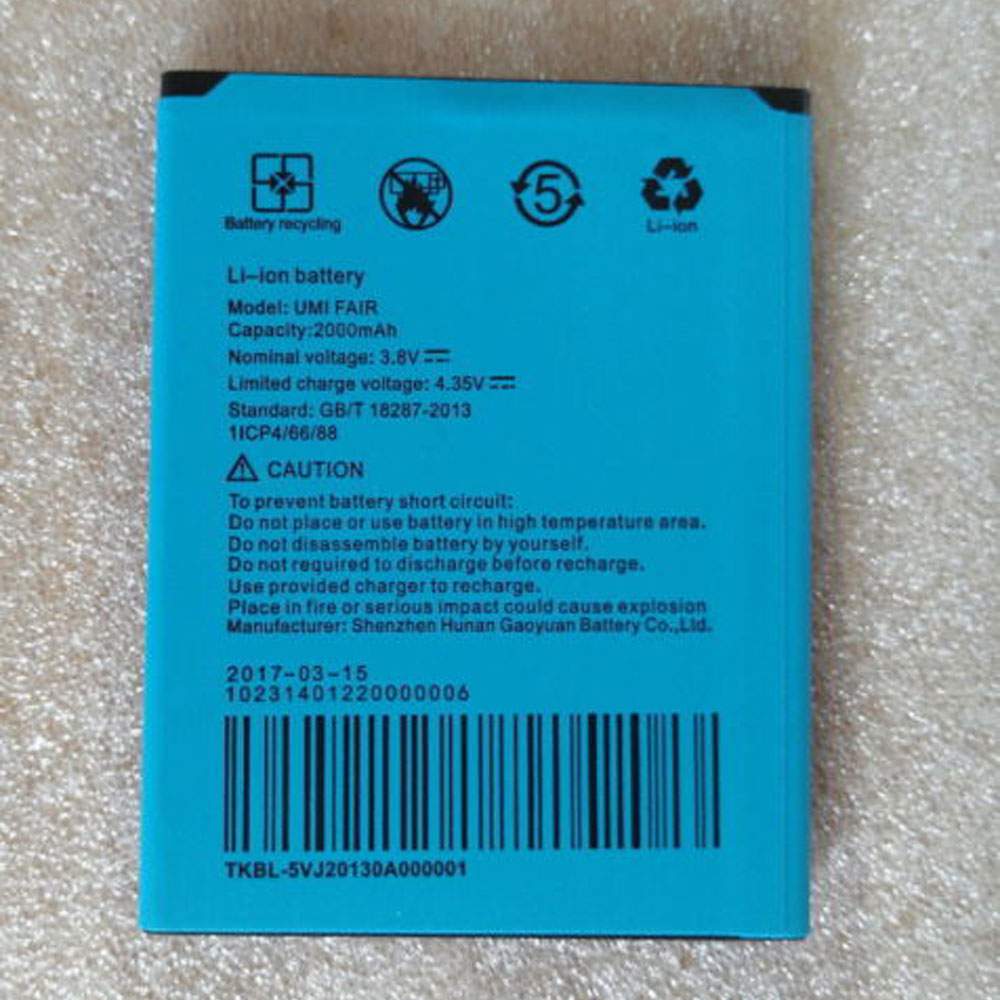 Battery recycling
5
Li-ion
Li-ion battery
Model: UMI FAIR
Capacity:2000mAh
Nominal voltage: 3.8V
Limited charge voltage: 4.35V
Standard: GB/T 18287-2013
1ICP4/66/88
CAUTION
To prevent battery short circuit:
Do not place or use battery in high temperature area.
Do not disassemble battery by yourself.
Do not required to discharge before recharge.
Use provided charger to recharge.
Place in fire or serious impact could cause explosion
Manufacturer: Shenzhen Hunan Gaoyuan Battery Co.,Ltd.
2017-03-15
10231401220000006
TKBL-5VJ20130A000001